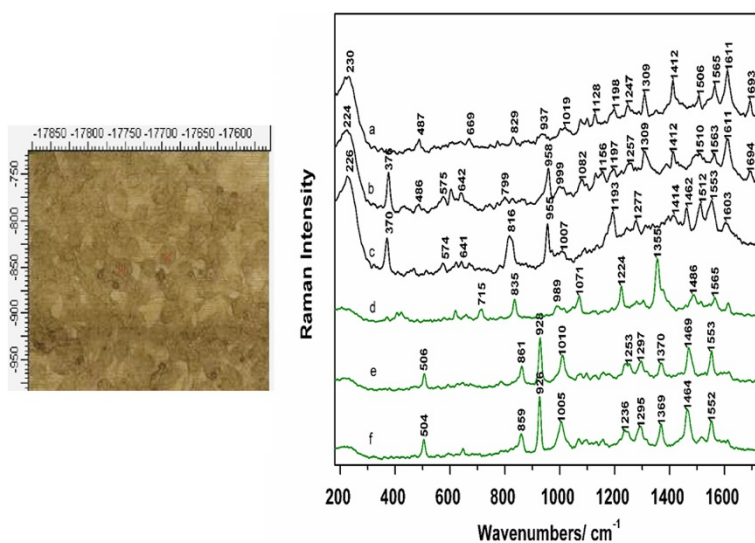 -17850 -17800 -17750 -17700 -17650 -17600
-750
-800
-850
-900
-950
Raman Intensity
230 487 669 829 937 1019 1128 1198 1247 1309 1412 1506 1565 1611 1693
a
224 376 486 575 642 799 958 999 1082 1156 1197 1257 1309 1412 1510 1563 1611 1694
b
226 370 574 641 816 955 1007 1193 1277 1414 1462 1512 1553 1603
c
715 835 989 1071 1224 1355 1486 1565
d
506 861 928 1010 1253 1297 1370 1469 1553
e
504 859 926 1005 1236 1295 1369 1464 1552
f
200 400 600 800 1000 1200 1400 1600
Wavenumbers/ cm⁻¹